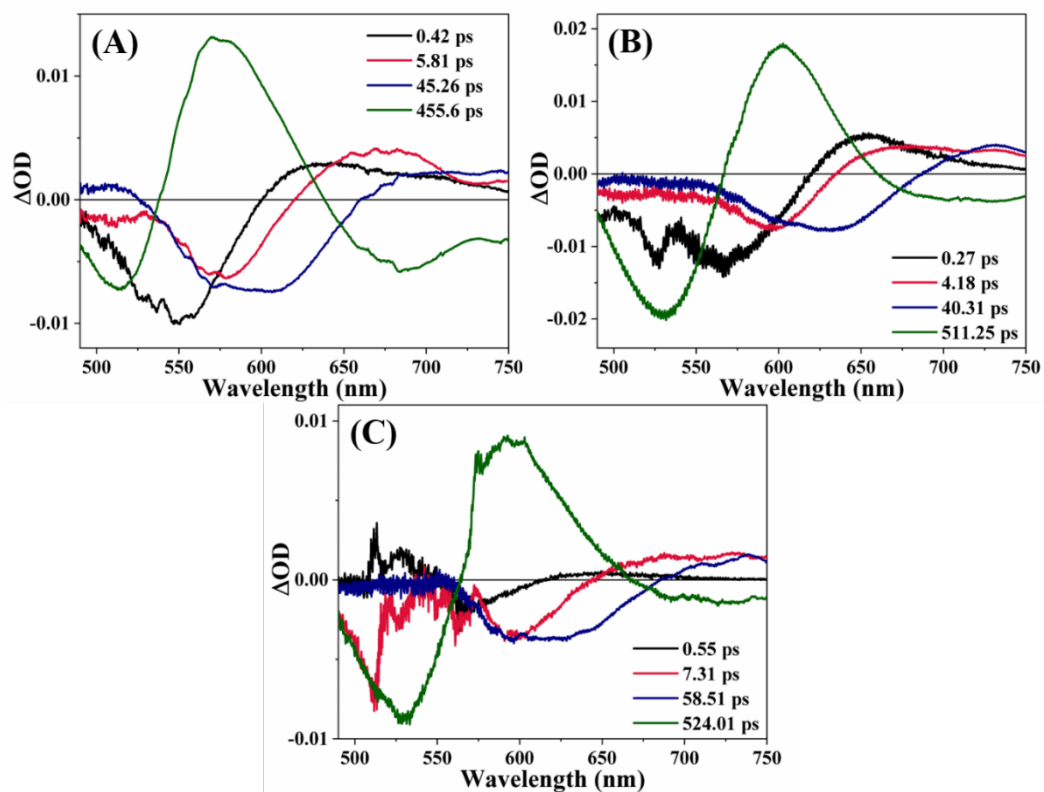 (A)
0.42 ps
5.81 ps
45.26 ps
455.6 ps
0.01
0.00
-0.01
ΔOD
500 550 600 650 700 750
Wavelength (nm)
(B)
0.27 ps
4.18 ps
40.31 ps
511.25 ps
0.02
0.01
0.00
-0.01
-0.02
ΔOD
500 550 600 650 700 750
Wavelength (nm)
(C)
0.55 ps
7.31 ps
58.51 ps
524.01 ps
0.01
0.00
-0.01
ΔOD
500 550 600 650 700 750
Wavelength (nm)